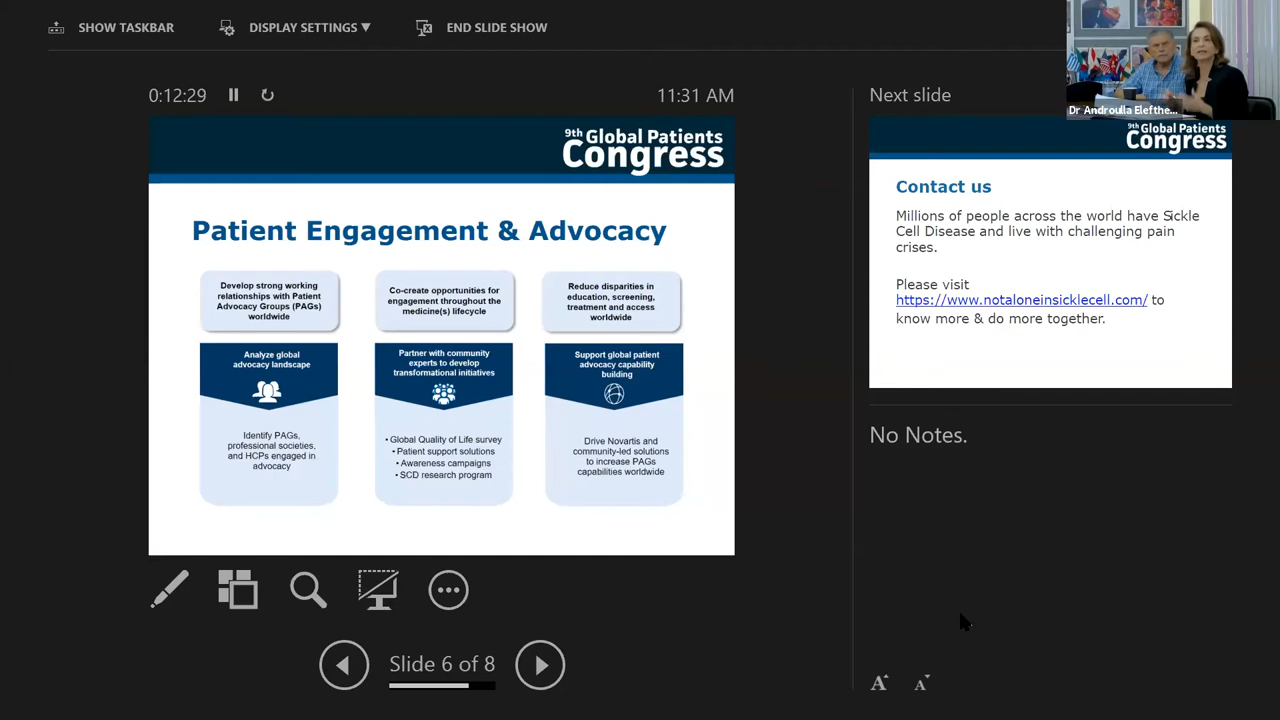 SHOW TASKBAR
DISPLAY SETTINGS ▼
END SLIDE SHOW
0:12:29
11:31 AM
9th Global Patients
Congress
Patient Engagement & Advocacy
Develop strong working
relationships with Patient
Advocacy Groups (PAGs)
worldwide
Analyze global
advocacy landscape
Identify PAGs,
professional societies,
and HCPs engaged in
advocacy
Co-create opportunities for
engagement throughout the
medicine(s) lifecycle
Partner with community
experts to develop
transformational initiatives
• Global Quality of Life survey
• Patient support solutions
• Awareness campaigns
• SCD research program
Reduce disparities in
education, screening,
treatment and access
worldwide
Support global patient
advocacy capability
building
Drive Novartis and
community-led solutions
to increase PAGs
capabilities worldwide
Slide 6 of 8
Dr Androulla Elefthe...
Next slide
9th Global Patients
Congress
Contact us
Millions of people across the world have Sickle
Cell Disease and live with challenging pain
crises.
Please visit
https://www.notaloneinsicklecell.com/ to
know more & do more together.
No Notes.
A A